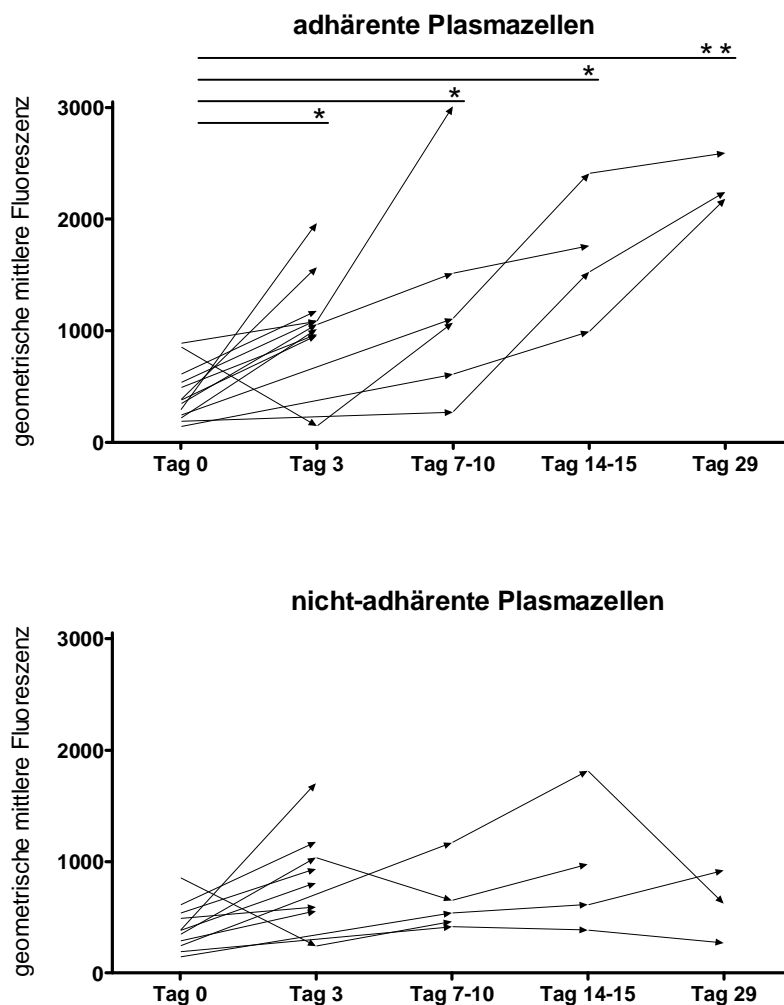 adhärente Plasmazellen
* *
*
*
*
geometrische mittlere Fluoreszenz
3000
2000
1000
0
Tag 0 Tag 3 Tag 7-10 Tag 14-15 Tag 29
nicht-adhärente Plasmazellen
geometrische mittlere Fluoreszenz
3000
2000
1000
0
Tag 0 Tag 3 Tag 7-10 Tag 14-15 Tag 29